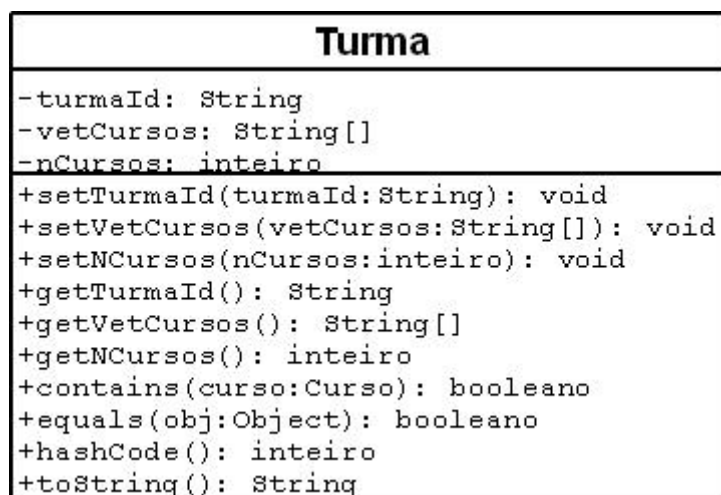 Turma
-turmaId: String
-vetCursos: String[]
-nCursos: inteiro
+setTurmaId(turmaId:String): void
+setVetCursos(vetCursos:String[]): void
+setNCursos(nCursos:inteiro): void
+getTurmaId(): String
+getVetCursos(): String[]
+getNCursos(): inteiro
+contains(curso:Curso): booleano
+equals(obj:Object): booleano
+hashCode(): inteiro
+toString(): String